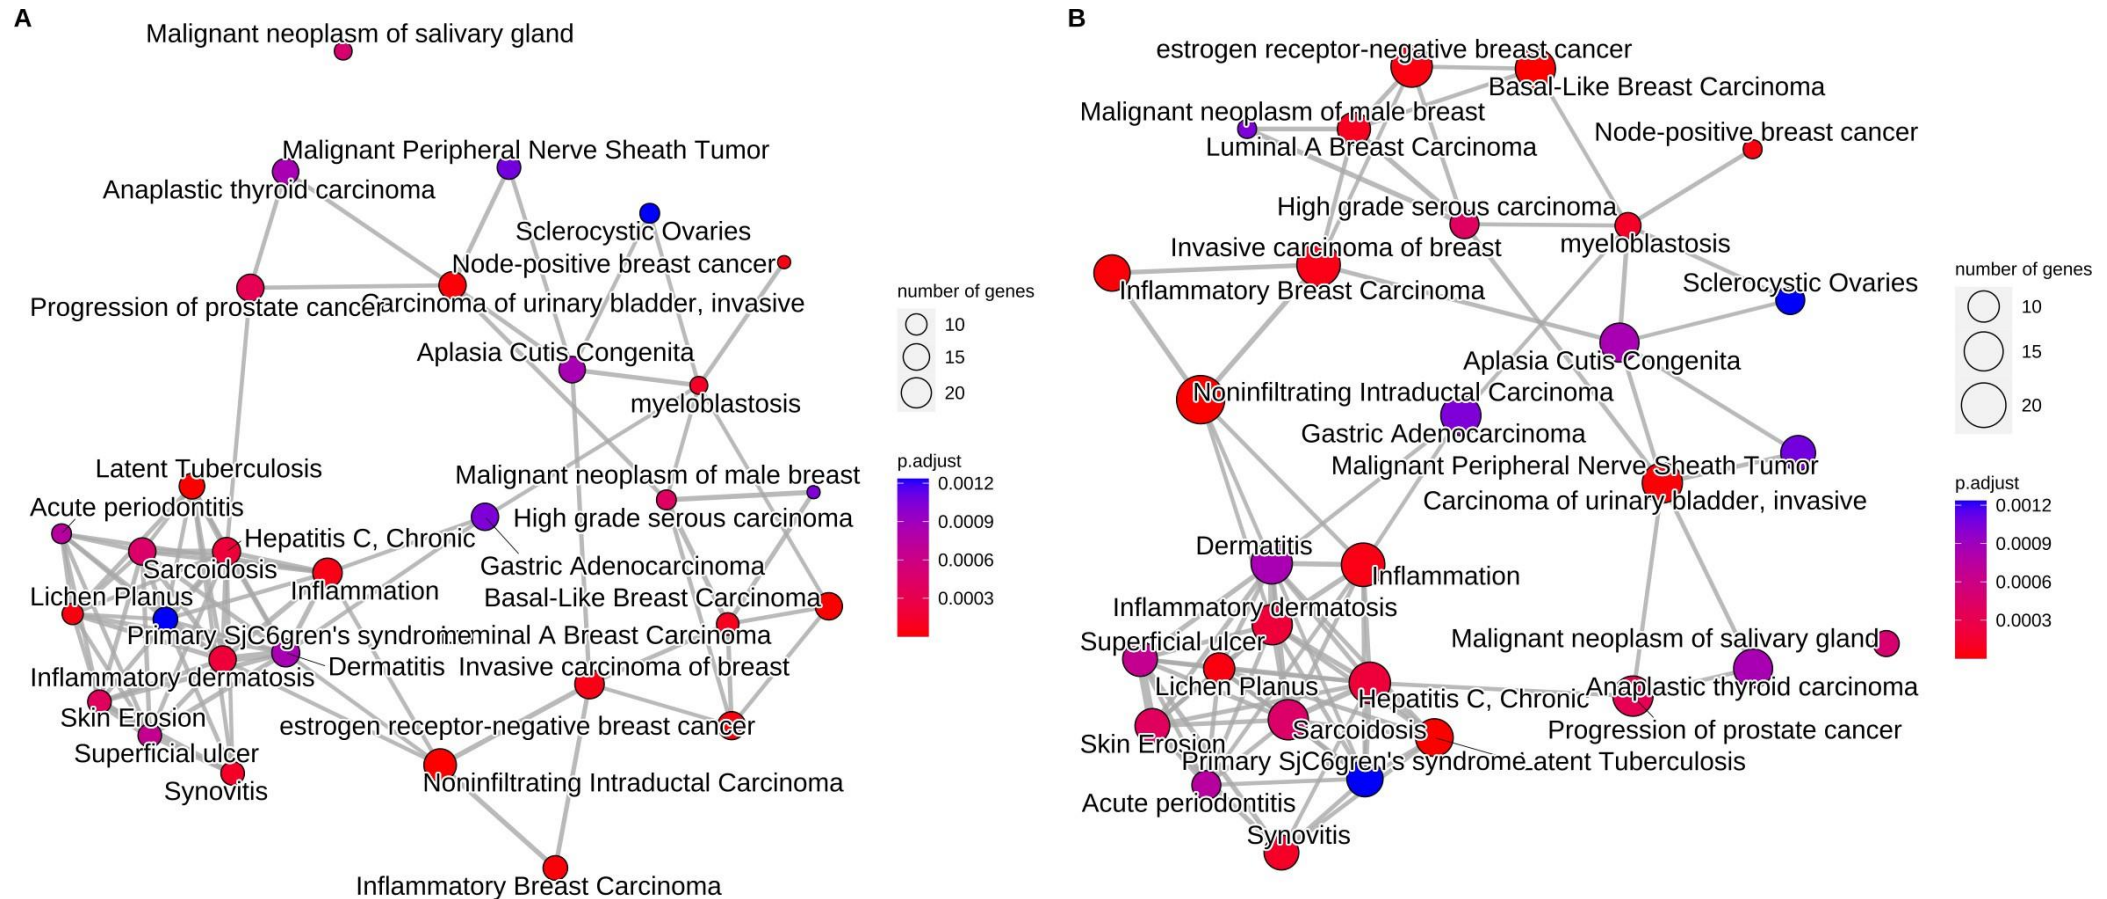 A
Malignant neoplasm of salivary gland
Malignant Peripheral Nerve Sheath Tumor
Anaplastic thyroid carcinoma
Sclerocystic Ovaries
Node-positive breast cancer
Progression of prostate cancer
Carcinoma of urinary bladder, invasive
Aplasia Cutis Congenita
myeloblastosis
Latent Tuberculosis
Malignant neoplasm of male breast
Acute periodontitis
High grade serous carcinoma
Hepatitis C, Chronic
Sarcoidosis
Gastric Adenocarcinoma
Inflammation
Lichen Planus
Basal-Like Breast Carcinoma
Primary SjC6gren's syndrome
Luminal A Breast Carcinoma
Dermatitis
Invasive carcinoma of breast
Inflammatory dermatosis
Skin Erosion
estrogen receptor-negative breast cancer
Superficial ulcer
Noninfiltrating Intraductal Carcinoma
Synovitis
Inflammatory Breast Carcinoma
number of genes
10
15
20
p.adjust
0.0012
0.0009
0.0006
0.0003
B
estrogen receptor-negative breast cancer
Basal-Like Breast Carcinoma
Malignant neoplasm of male breast
Node-positive breast cancer
Luminal A Breast Carcinoma
High grade serous carcinoma
myeloblastosis
Invasive carcinoma of breast
Sclerocystic Ovaries
Inflammatory Breast Carcinoma
Aplasia Cutis Congenita
Noninfiltrating Intraductal Carcinoma
Gastric Adenocarcinoma
Malignant Peripheral Nerve Sheath Tumor
Carcinoma of urinary bladder, invasive
Dermatitis
Inflammation
Inflammatory dermatosis
Superficial ulcer
Malignant neoplasm of salivary gland
Lichen Planus
Anaplastic thyroid carcinoma
Hepatitis C, Chronic
Sarcoidosis
Progression of prostate cancer
Skin Erosion
Primary SjC6gren's syndrome
Latent Tuberculosis
Acute periodontitis
Synovitis
number of genes
10
15
20
p.adjust
0.0012
0.0009
0.0006
0.0003